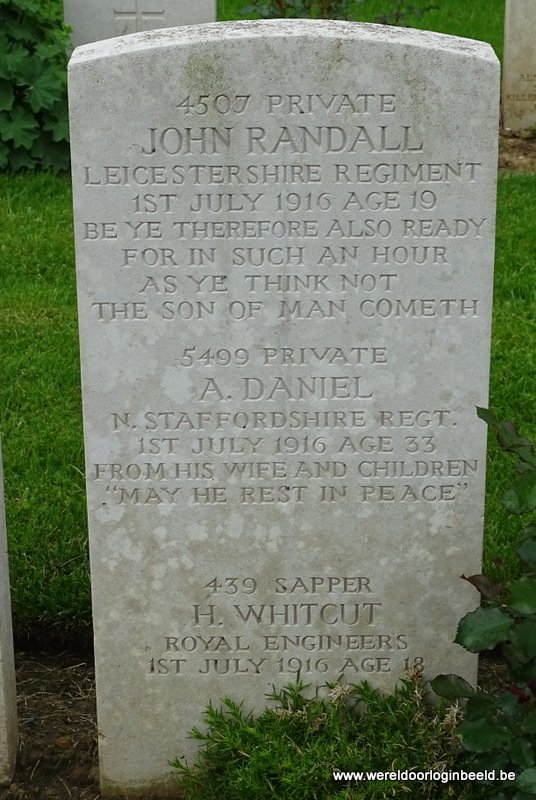 4507 PRIVATE
JOHN RANDALL
LEICESTERSHIRE REGIMENT
1ST JULY 1916 AGE 19
BE YE THEREFORE ALSO READY
FOR IN SUCH AN HOUR
AS YE THINK NOT
THE SON OF MAN COMETH
5499 PRIVATE
A. DANIEL
N. STAFFORDSHIRE REGT.
1ST JULY 1916 AGE 33
FROM HIS WIFE AND CHILDREN
"MAY HE REST IN PEACE"
439 SAPPER
H. WHITCUT
ROYAL ENGINEERS
1ST JULY 1916 AGE 18
www.wereldoorloginbeeld.be